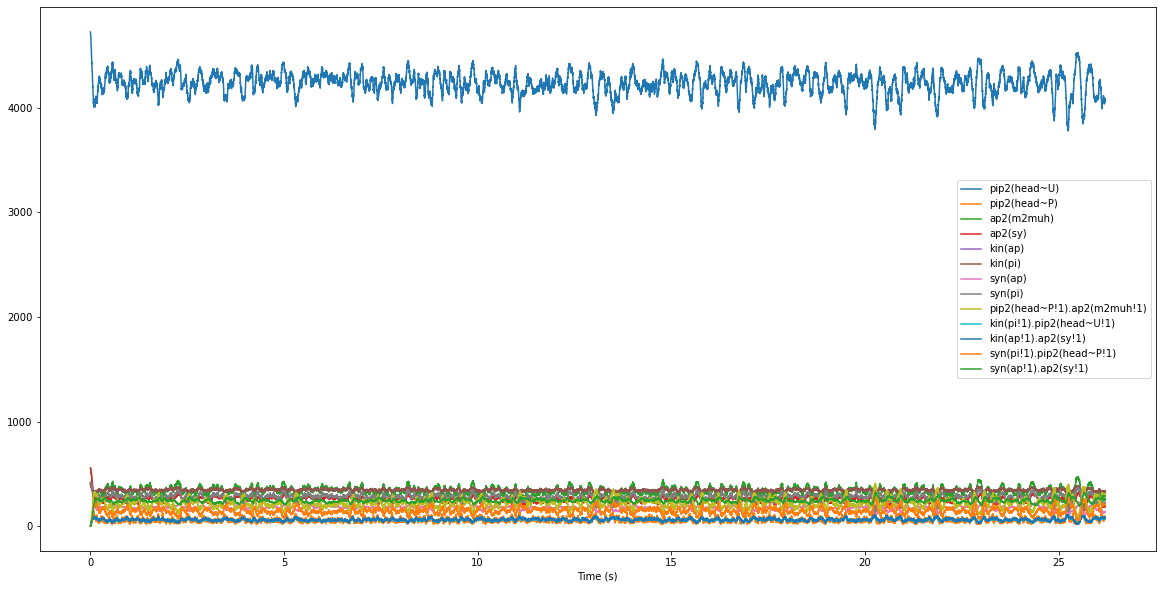 4000
3000
2000
1000
0
pip2(head~U)
pip2(head~P)
ap2(m2muh)
ap2(sy)
kin(ap)
kin(pi)
syn(ap)
syn(pi)
pip2(head~P!1).ap2(m2muh!1)
kin(pi!1).pip2(head~U!1)
kin(ap!1).ap2(sy!1)
syn(pi!1).pip2(head~P!1)
syn(ap!1).ap2(sy!1)
0 5 10 15 20 25
Time (s)